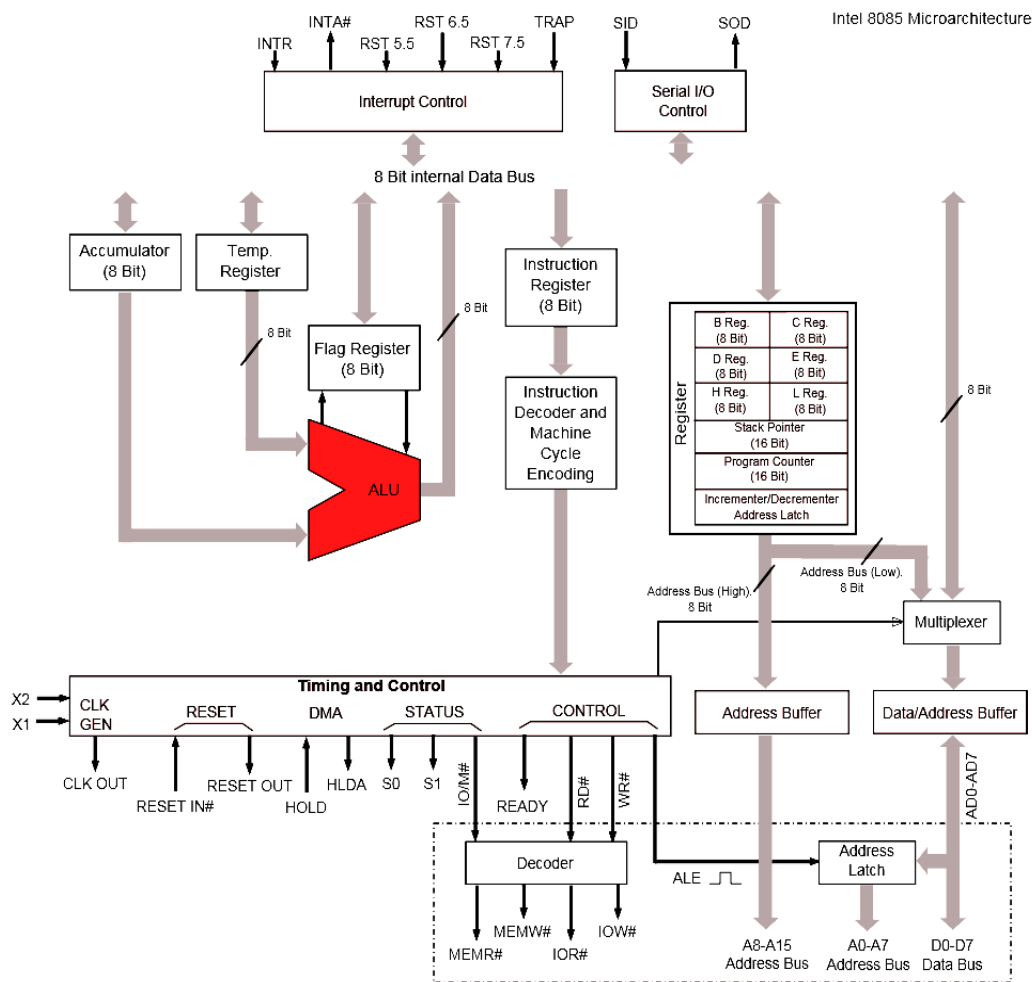 Intel 8085 Microarchitecture
INTR
INTA#
RST 5.5
RST 6.5
RST 7.5
TRAP
SID
SOD
Interrupt Control
Serial I/O
Control
8 Bit internal Data Bus
Accumulator
(8 Bit)
Temp.
Register
Instruction
Register
(8 Bit)
8 Bit
8 Bit
Flag Register
(8 Bit)
ALU
Instruction
Decoder and
Machine
Cycle
Encoding
Register
B Reg.
(8 Bit)
C Reg.
(8 Bit)
D Reg.
(8 Bit)
E Reg.
(8 Bit)
H Reg.
(8 Bit)
L Reg.
(8 Bit)
Stack Pointer
(16 Bit)
Program Counter
(16 Bit)
Incrementer/Decrementer
Address Latch
8 Bit
Address Bus (High).
8 Bit
Address Bus (Low).
8 Bit
Multiplexer
Timing and Control
X2
X1
CLK
GEN
RESET
DMA
STATUS
CONTROL
Address Buffer
Data/Address Buffer
CLK OUT
RESET IN#
RESET OUT
HOLD
HLDA
S0
S1
IO/M#
READY
RD#
WR#
AD0-AD7
Decoder
ALE
Address
Latch
MEMR#
MEMW#
IOR#
IOW#
A8-A15
Address Bus
A0-A7
Address Bus
D0-D7
Data Bus